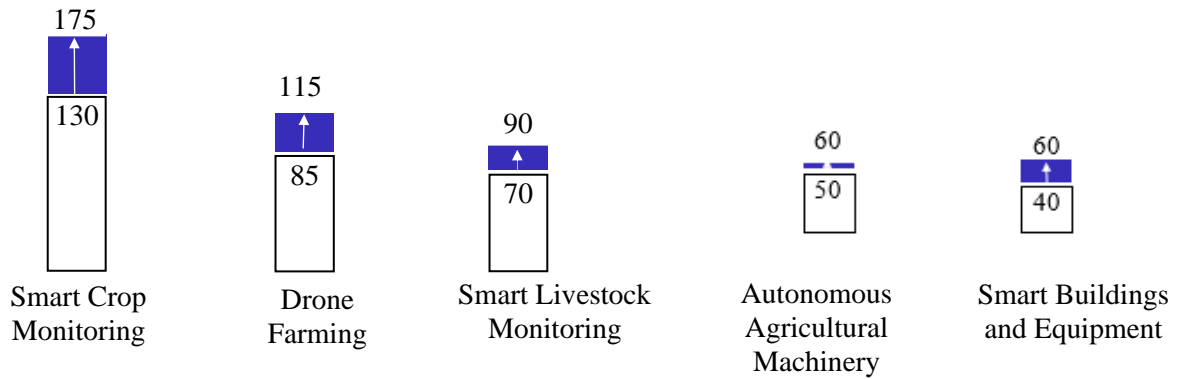 175
130
Smart Crop
Monitoring
115
85
Drone
Farming
90
70
Smart Livestock
Monitoring
60
50
Autonomous
Agricultural
Machinery
60
40
Smart Buildings
and Equipment